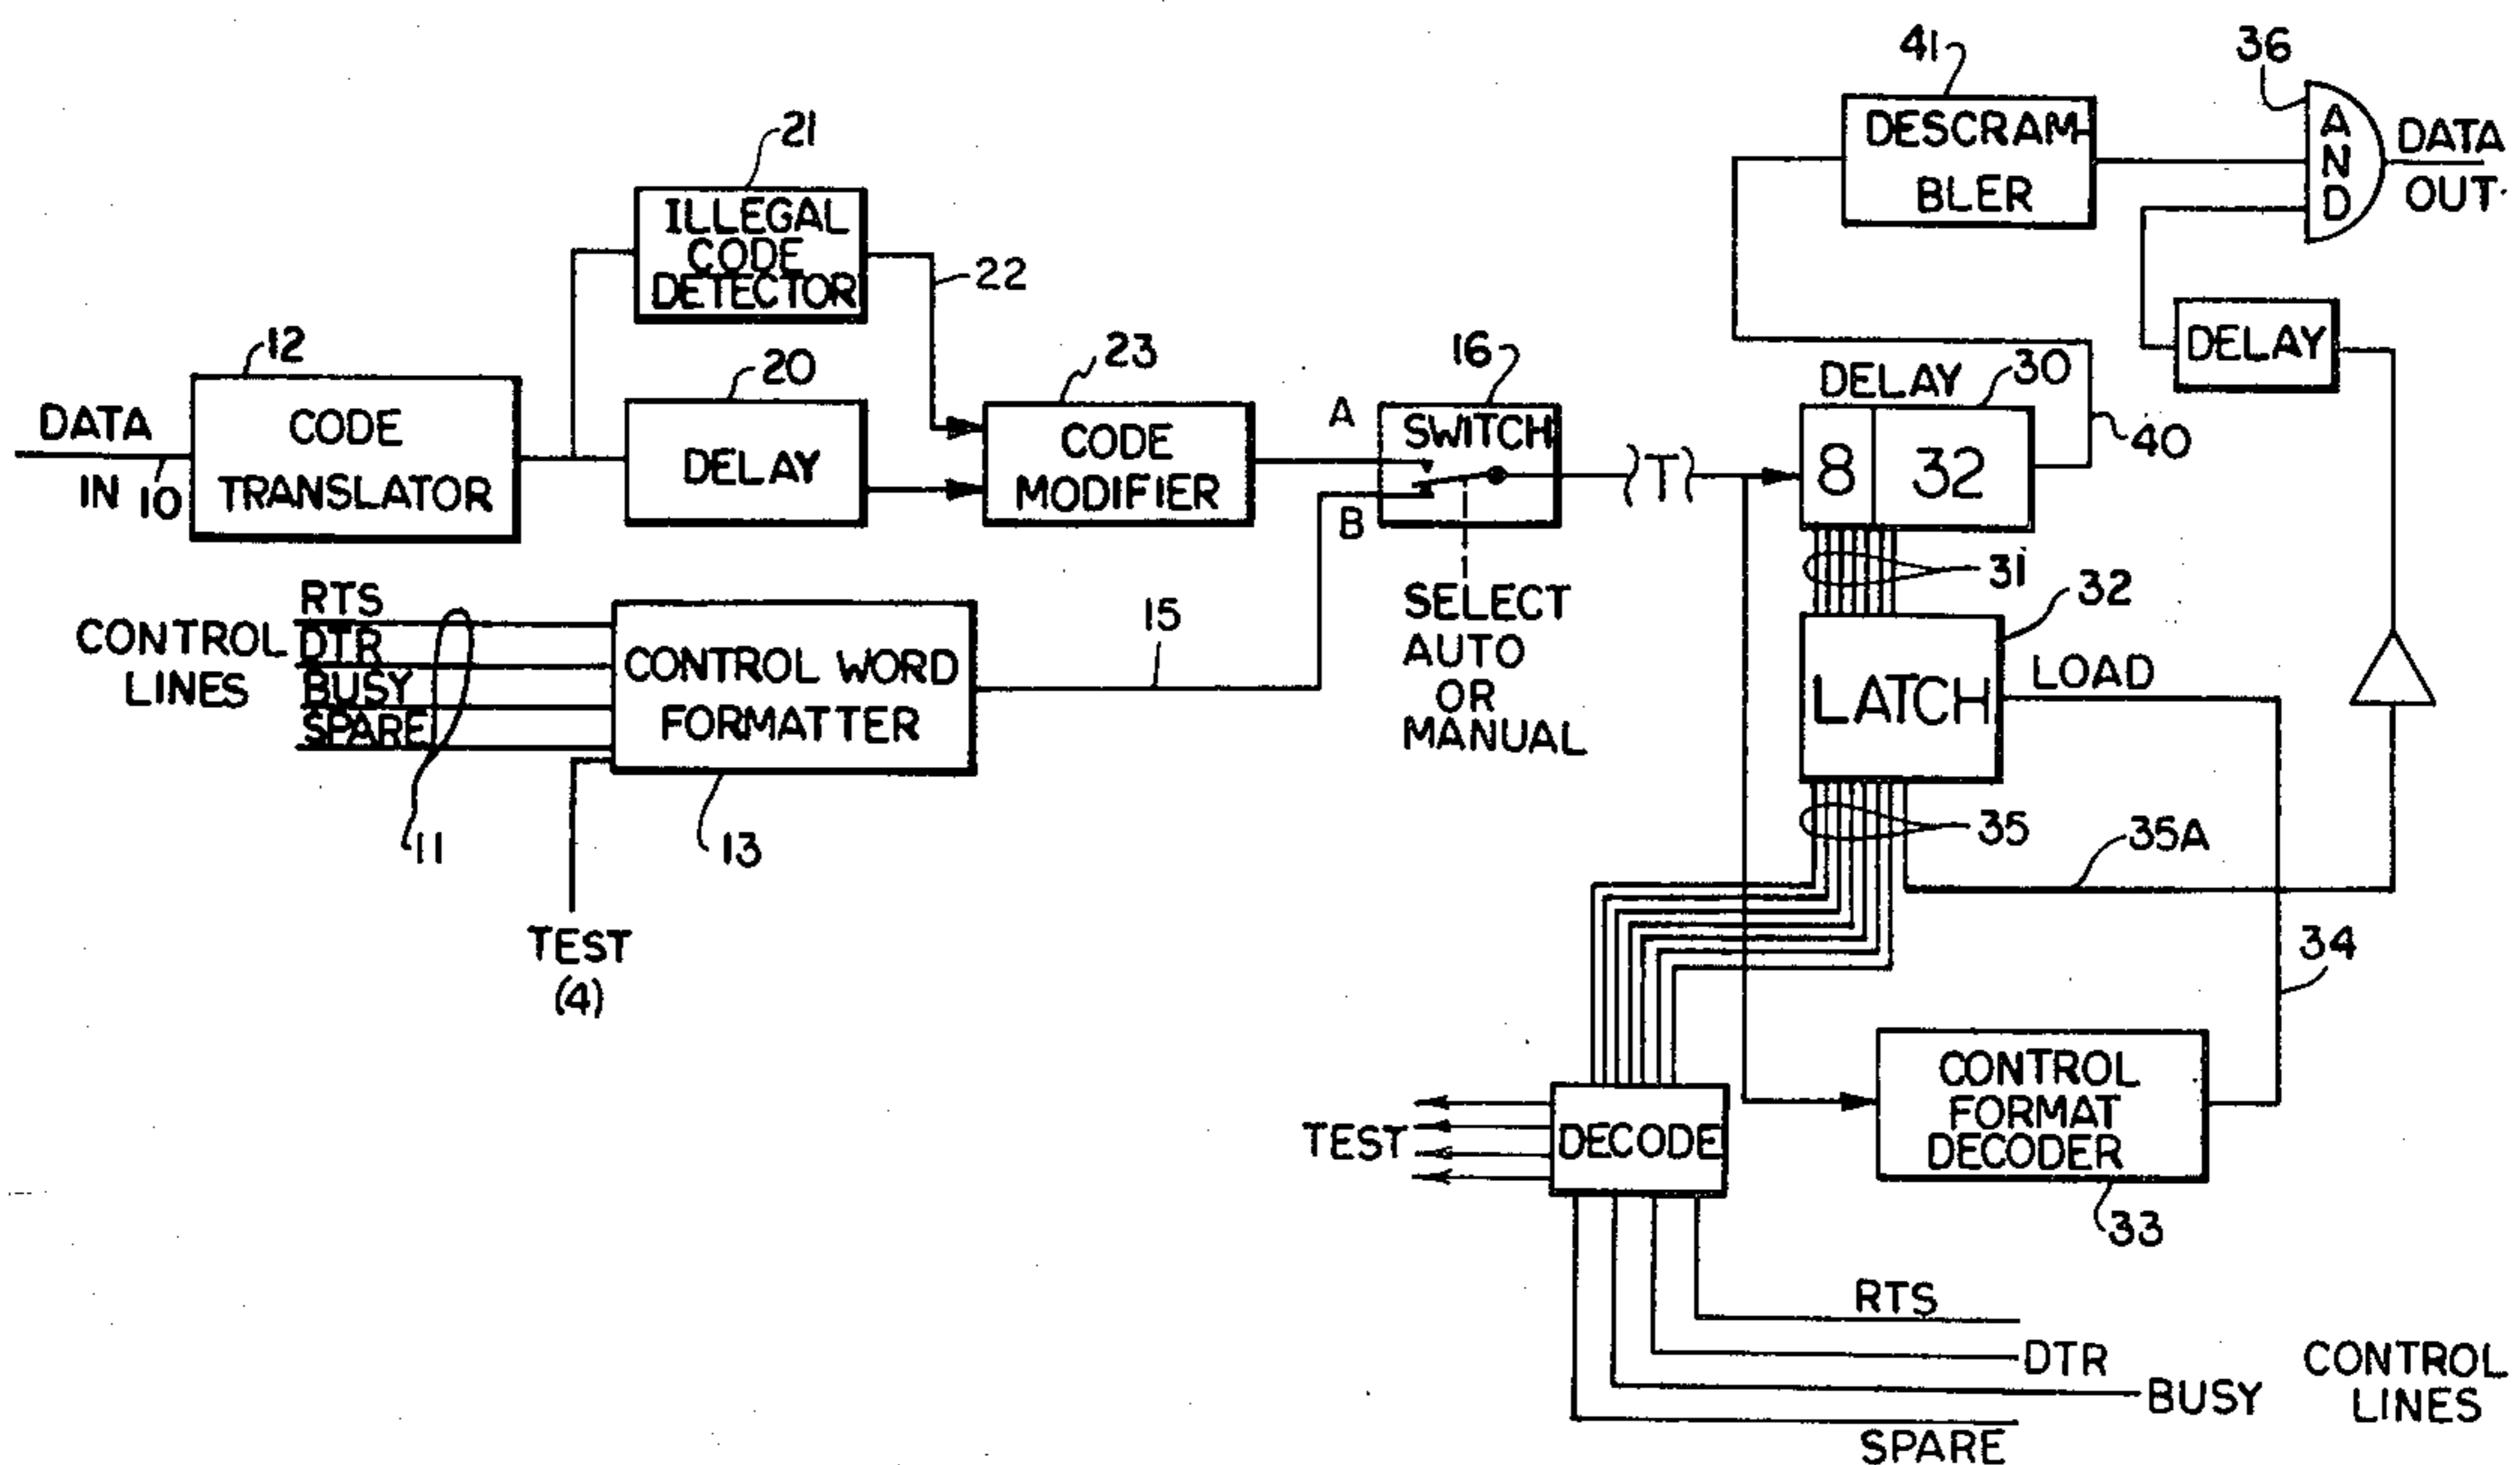 41
36
DESCRAM-
BLER
AND
DATA
OUT
21
ILLEGAL
CODE
DETECTOR
22
DELAY
12
DATA
IN 10
CODE
TRANSLATOR
20
DELAY
23
CODE
MODIFIER
A
B
16
SWITCH
T
DELAY 30
8 32
40
31
SELECT
AUTO
OR
MANUAL
32
LATCH
LOAD
CONTROL
LINES
RTS
DTR
BUSY
SPARE
11
CONTROL WORD
FORMATTER
13
15
TEST
(4)
35
35A
34
TEST
DECODE
CONTROL
FORMAT
DECODER
33
RTS
DTR
BUSY
SPARE
CONTROL
LINES